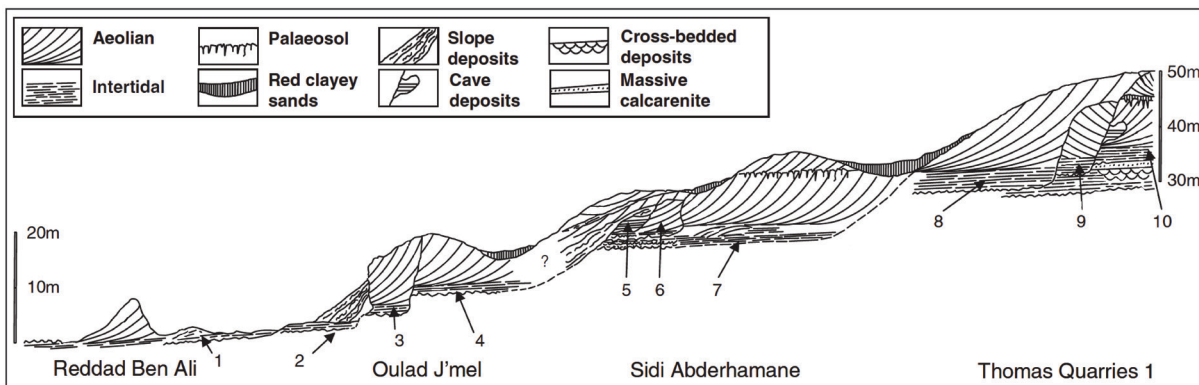 Aeolian
Palaeosol
Slope
deposits
Cross-bedded
deposits
Intertidal
Red clayey
sands
Cave
deposits
Massive
calcarenite
50m
40m
30m
20m
10m
?
1
2
3
4
5
6
7
8
9
10
Reddad Ben Ali
Oulad J'mel
Sidi Abderhamane
Thomas Quarries 1